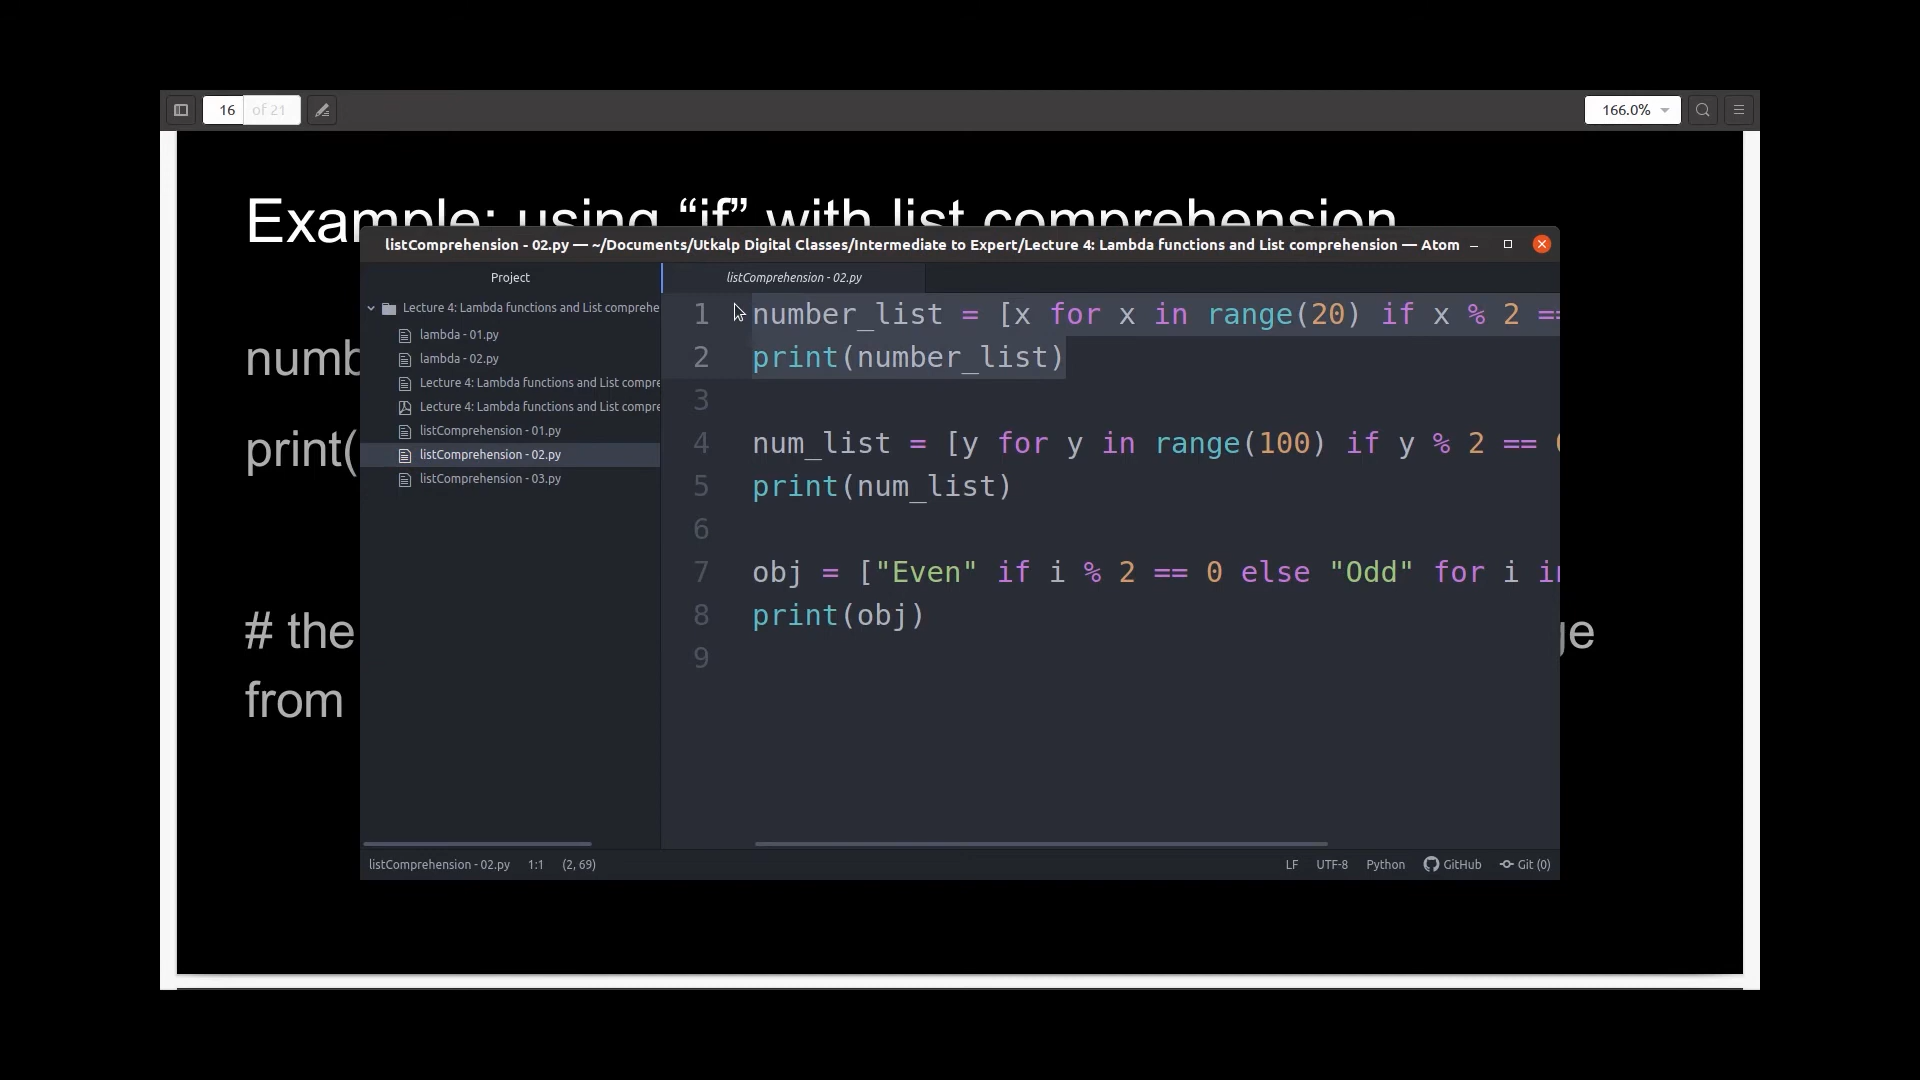 16 of 21
166.0%
Example: using “if” with list comprehension
print(
# the
from
listComprehension - 02.py — ~/Documents/Utkalp Digital Classes/Intermediate to Expert/Lecture 4: Lambda functions and List comprehension — Atom
Project
Lecture 4: Lambda functions and List comprehe
lambda - 01.py
lambda - 02.py
Lecture 4: Lambda functions and List compre
Lecture 4: Lambda functions and List compre
listComprehension - 01.py
listComprehension - 02.py
listComprehension - 03.py
listComprehension - 02.py
1 number_list = [x for x in range(20) if x % 2 ==
2 print(number_list)
3
4 num_list = [y for y in range(100) if y % 2 ==
5 print(num_list)
6
7 obj = ["Even" if i % 2 == 0 else "Odd" for i in
8 print(obj)
9
listComprehension - 02.py 1:1 (2, 69)
LF UTF-8 Python GitHub Git (0)